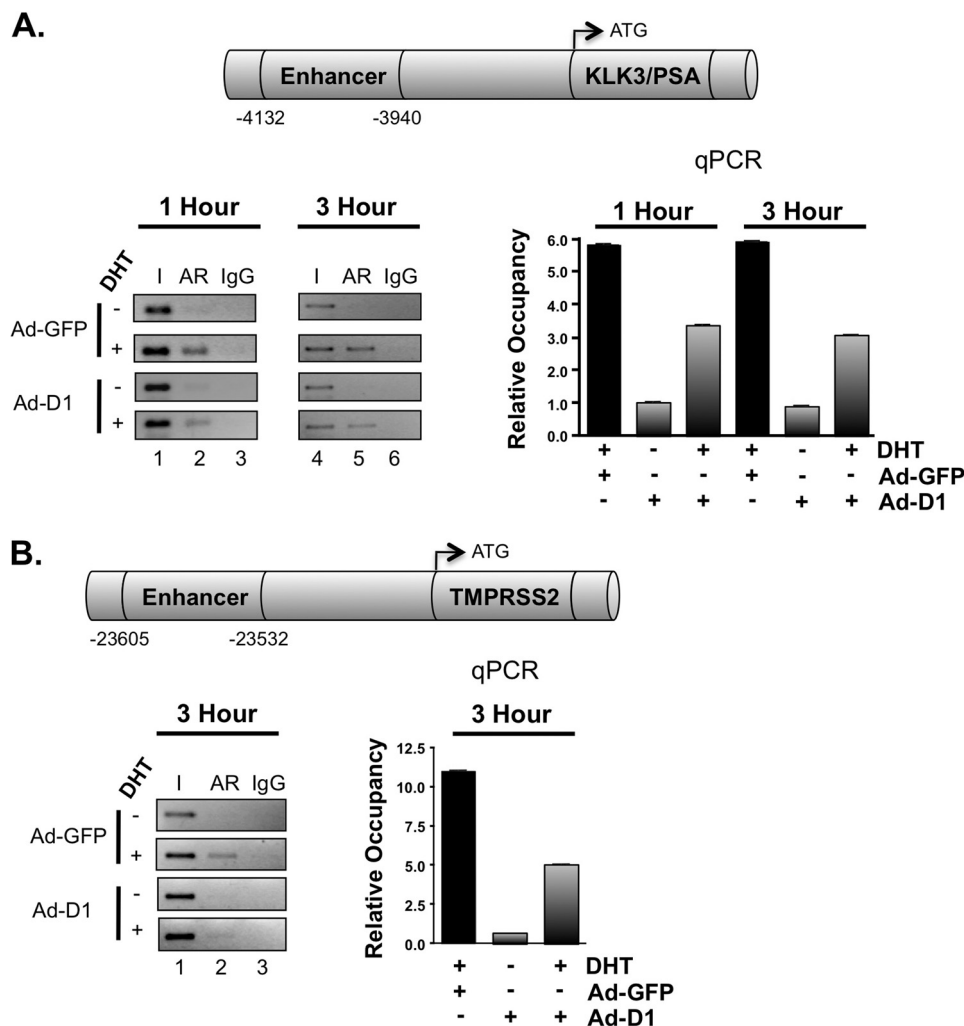 A.
ATG
Enhancer KLK3/PSA
-4132 -3940
qPCR
1 Hour 3 Hour
DHT I AR IgG I AR IgG
Ad-GFP
-
+
Ad-D1
-
+
1 2 3 4 5 6
1 Hour 3 Hour
Relative Occupancy
6.0
5.0
4.0
3.0
2.0
1.0
0.0
+ - + + - + DHT
+ - - + - - Ad-GFP
- + + - + + Ad-D1
B.
ATG
Enhancer TMPRSS2
-23605 -23532
qPCR
3 Hour
DHT I AR IgG
Ad-GFP
-
+
Ad-D1
-
+
1 2 3
3 Hour
Relative Occupancy
12.5
10.0
7.5
5.0
2.5
0.0
+ - + DHT
+ - - Ad-GFP
- + + Ad-D1